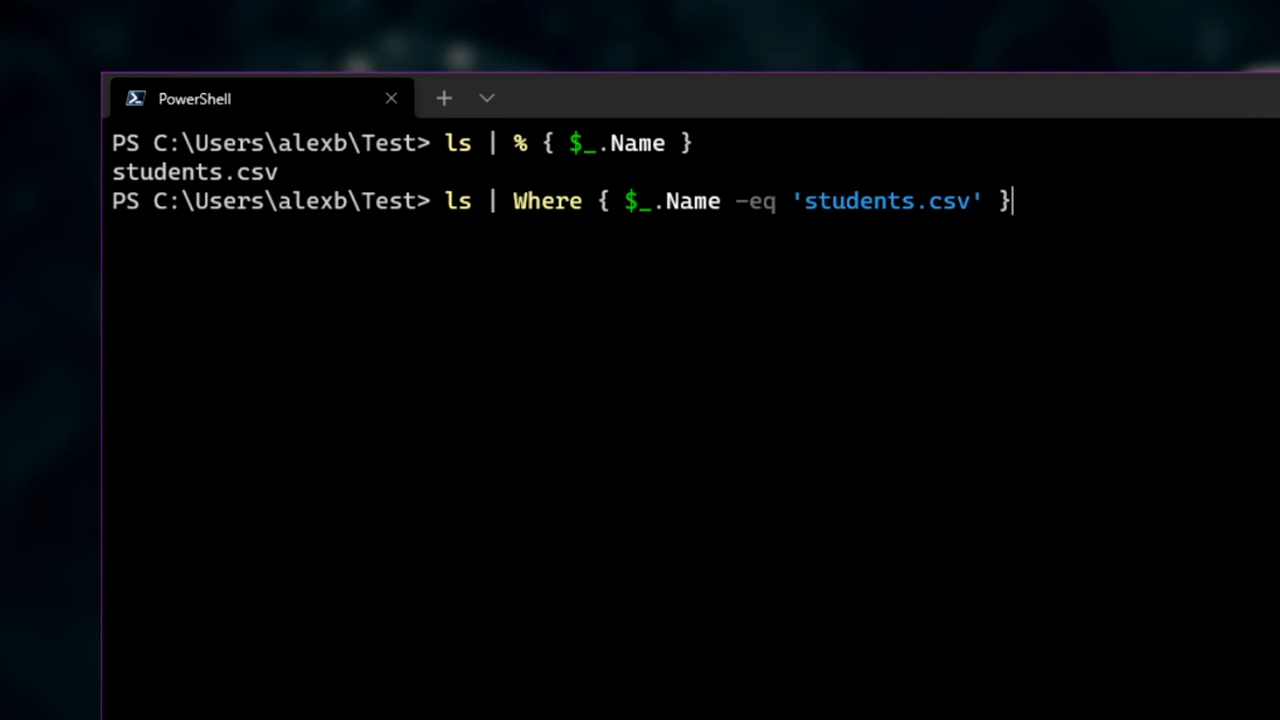 PowerShell
PS C:\Users\alexb\Test> ls | % { $_.Name }
students.csv
PS C:\Users\alexb\Test> ls | Where { $_.Name -eq 'students.csv' }